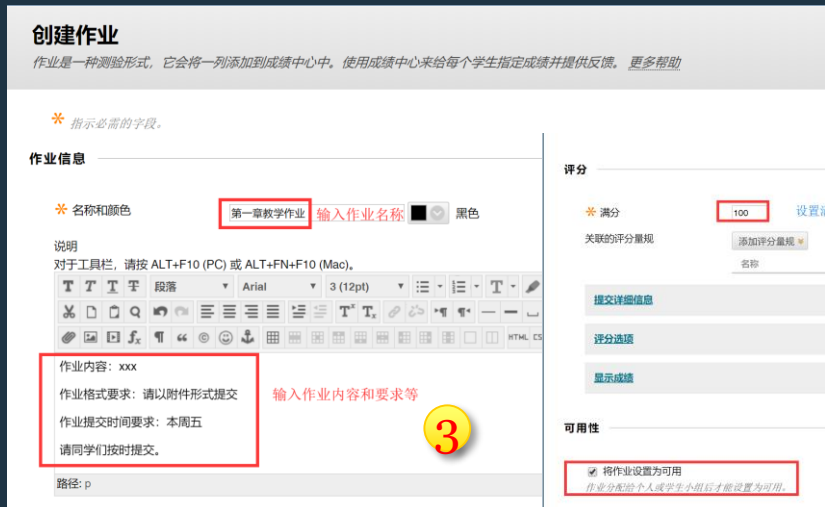 创建作业
作业是一种测验形式，它会将一列添加到成绩中心中。使用成绩中心来给每个学生指定成绩并提供反馈。 更多帮助
* 指示必需的字段。
作业信息
* 名称和颜色 第一章教学作业 输入作业名称 黑色
说明
对于工具栏，请按 ALT+F10 (PC) 或 ALT+FN+F10 (Mac)。
T T T T 段落 Arial 3 (12pt) T
HTML CS
作业内容：xxx
作业格式要求：请以附件形式提交
作业提交时间要求：本周五
请同学们按时提交。
输入作业内容和要求等
3
路径: p
评分
* 满分 100 设置
关联的评分量规 添加评分量规
名称
提交详细信息
评分选项
显示成绩
可用性
将作业设置为可用
作业分配给个人或学生小组后才能设置为可用。